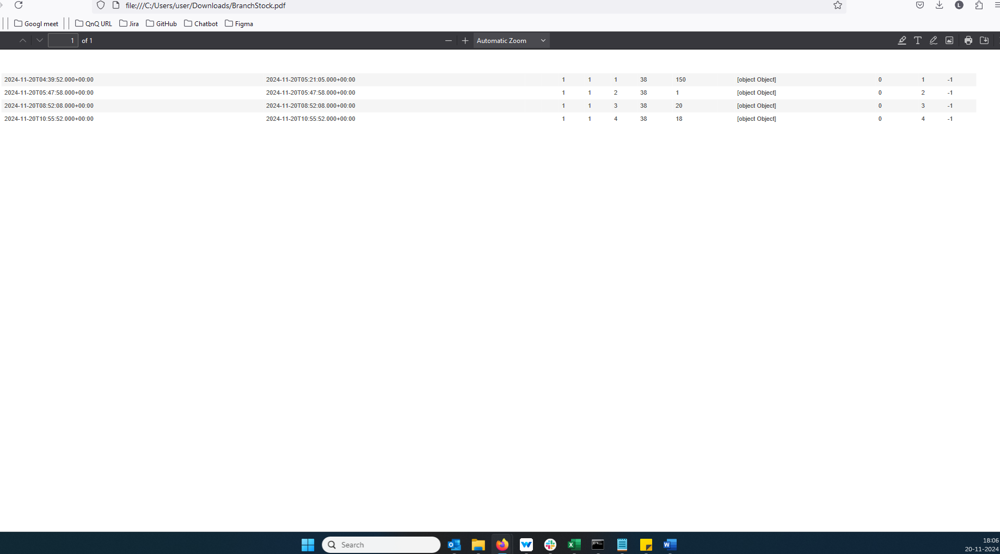 file:///C:/Users/user/Downloads/BranchStock.pdf
L
Googl meet QnQ URL Jira GitHub Chatbot Figma
1 of 1 Automatic Zoom
2024-11-20T04:39:52.000+00:00 2024-11-20T05:21:05.000+00:00 1 1 1 38 150 [object Object] 0 1 -1
2024-11-20T05:47:58.000+00:00 2024-11-20T05:47:58.000+00:00 1 1 2 38 1 [object Object] 0 2 -1
2024-11-20T08:52:08.000+00:00 2024-11-20T08:52:08.000+00:00 1 1 3 38 20 [object Object] 0 3 -1
2024-11-20T10:55:52.000+00:00 2024-11-20T10:55:52.000+00:00 1 1 4 38 18 [object Object] 0 4 -1
Search
18:06
20-11-2024